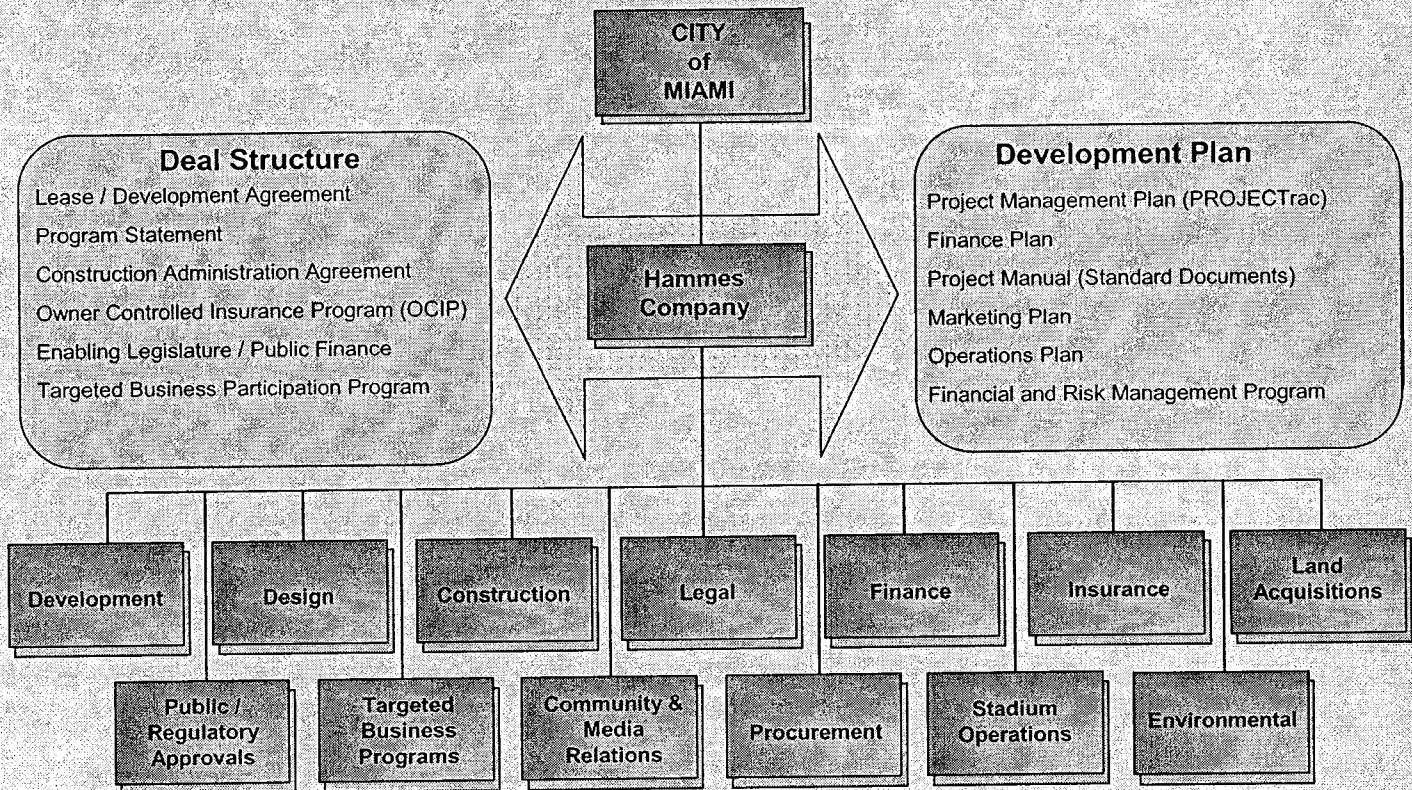 CITY
of
MIAMI
Deal Structure
Lease / Development Agreement
Program Statement
Construction Administration Agreement
Owner Controlled Insurance Program (OCIP)
Enabling Legislature / Public Finance
Targeted Business Participation Program
Hammes
Company
Development Plan
Project Management Plan (PROJECTrac)
Finance Plan
Project Manual (Standard Documents)
Marketing Plan
Operations Plan
Financial and Risk Management Program
Development
Design
Construction
Legal
Finance
Insurance
Land
Acquisitions
Public /
Regulatory
Approvals
Targeted
Business
Programs
Community &
Media
Relations
Procurement
Stadium
Operations
Environmental